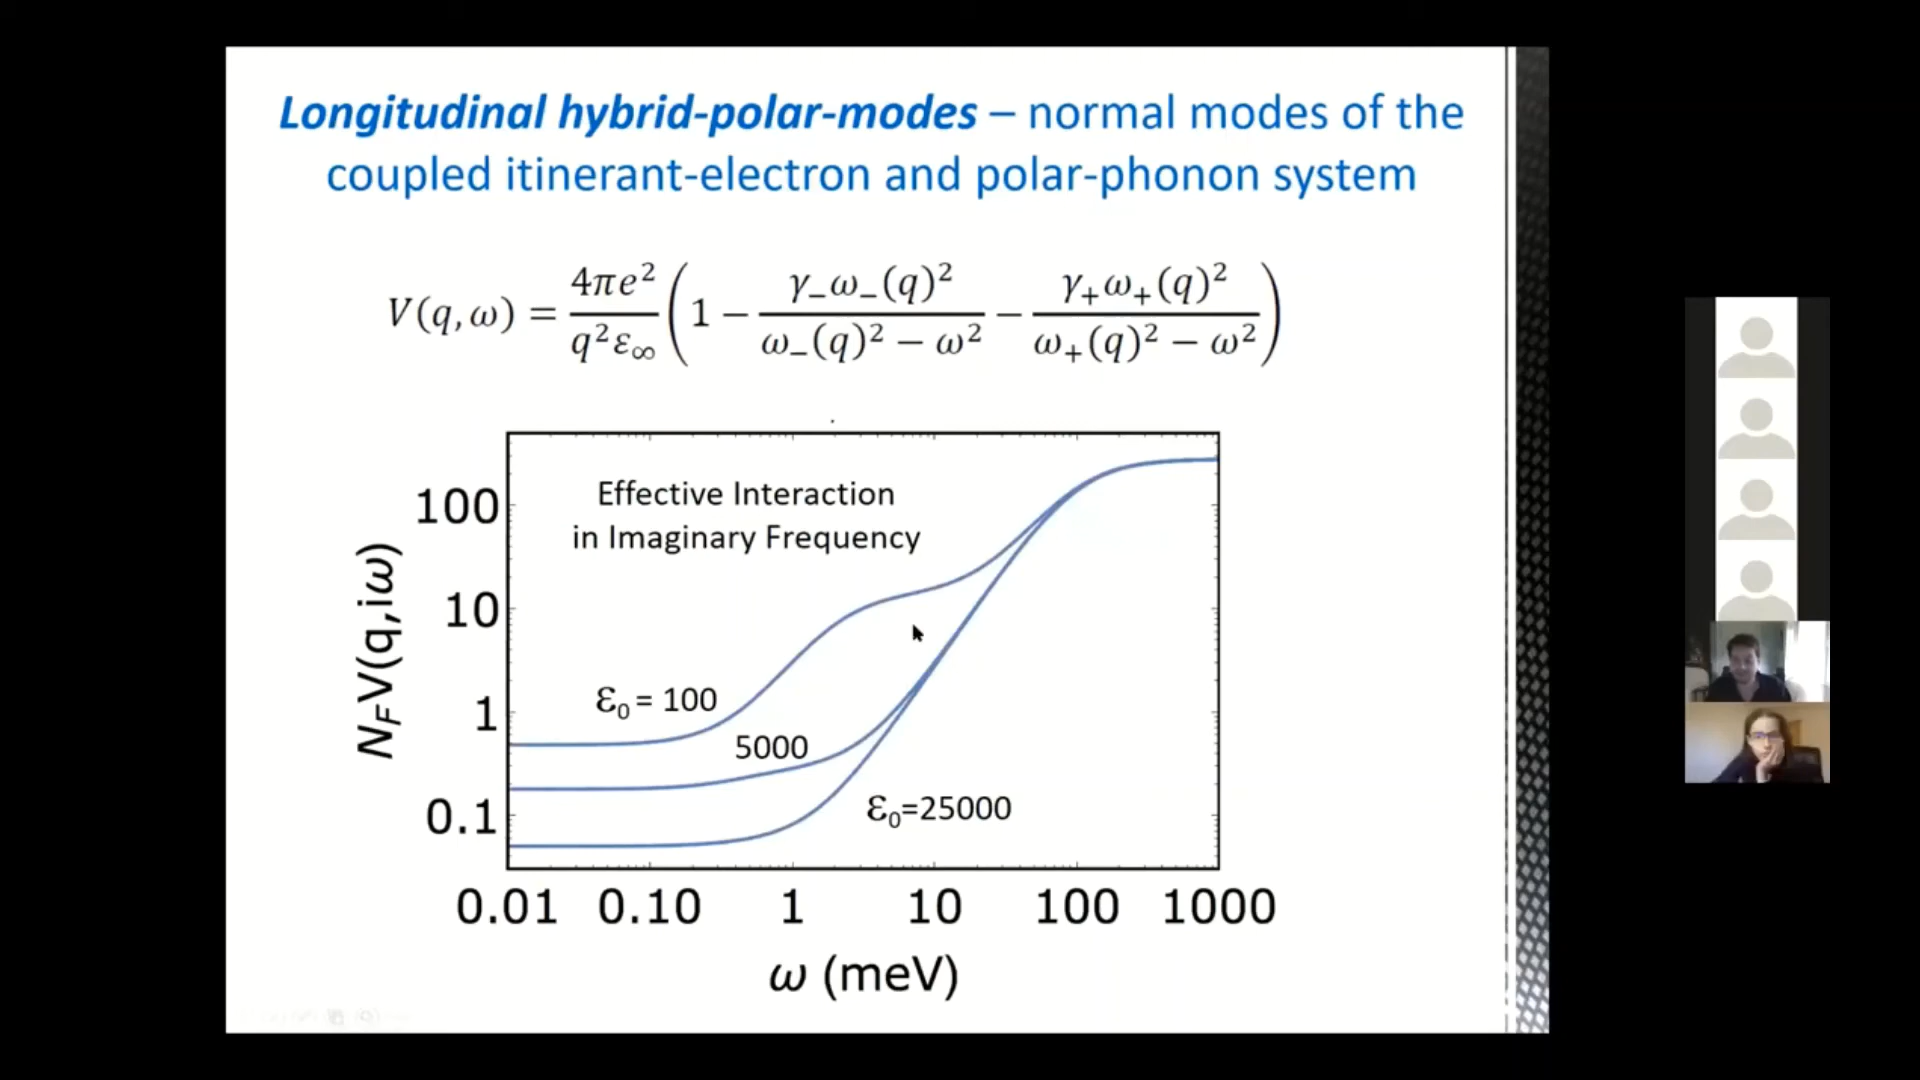 Longitudinal hybrid-polar-modes – normal modes of the
coupled itinerant-electron and polar-phonon system
V(q, ω) = 4πe² / q²ε∞ ( 1 − γ₋ω₋(q)² / ω₋(q)² − ω² − γ₊ω₊(q)² / ω₊(q)² − ω² )
Effective Interaction
in Imaginary Frequency
100
10
1
0.1
N_F V(q,iω)
ε₀ = 100
5000
ε₀=25000
0.01 0.10 1 10 100 1000
ω (meV)